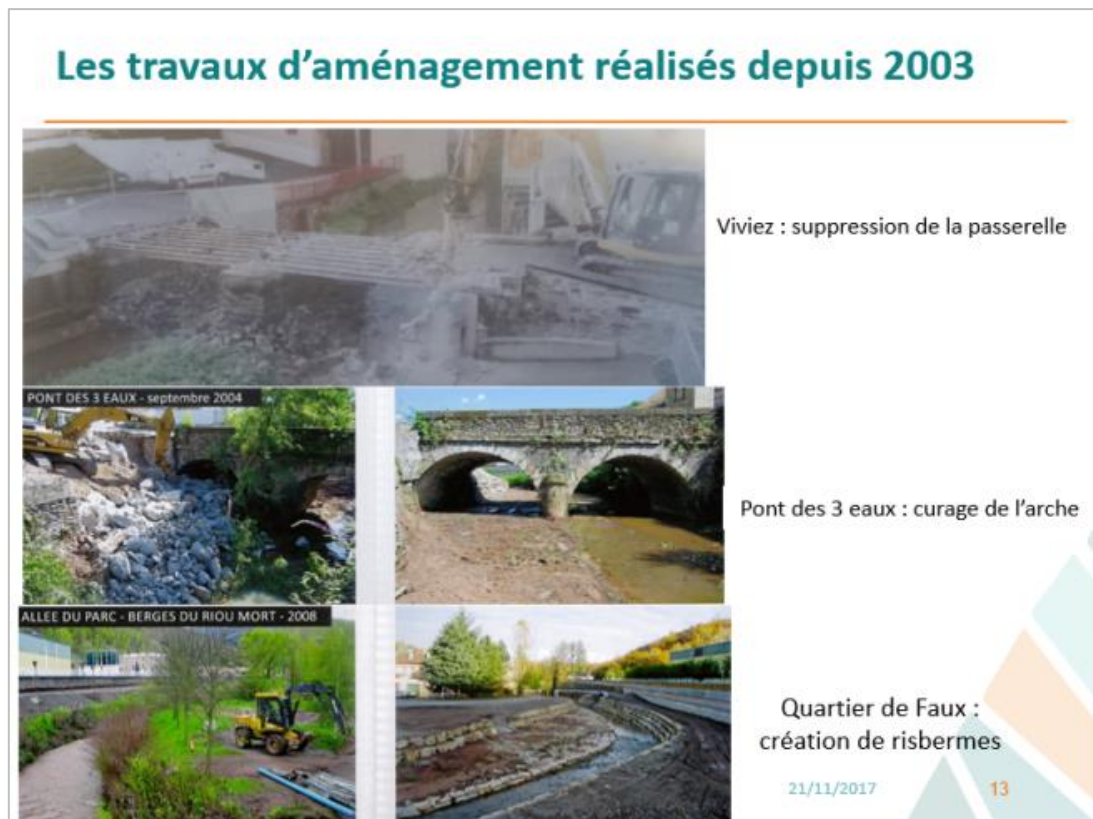 Les travaux d'aménagement réalisés depuis 2003
Viviez : suppression de la passerelle
PONT DES 3 EAUX - septembre 2004
Pont des 3 eaux : curage de l'arche
ALLEE DU PARC - BERGES DU RIOU MORT - 2008
Quartier de Faux :
création de risbermes
21/11/2017
13